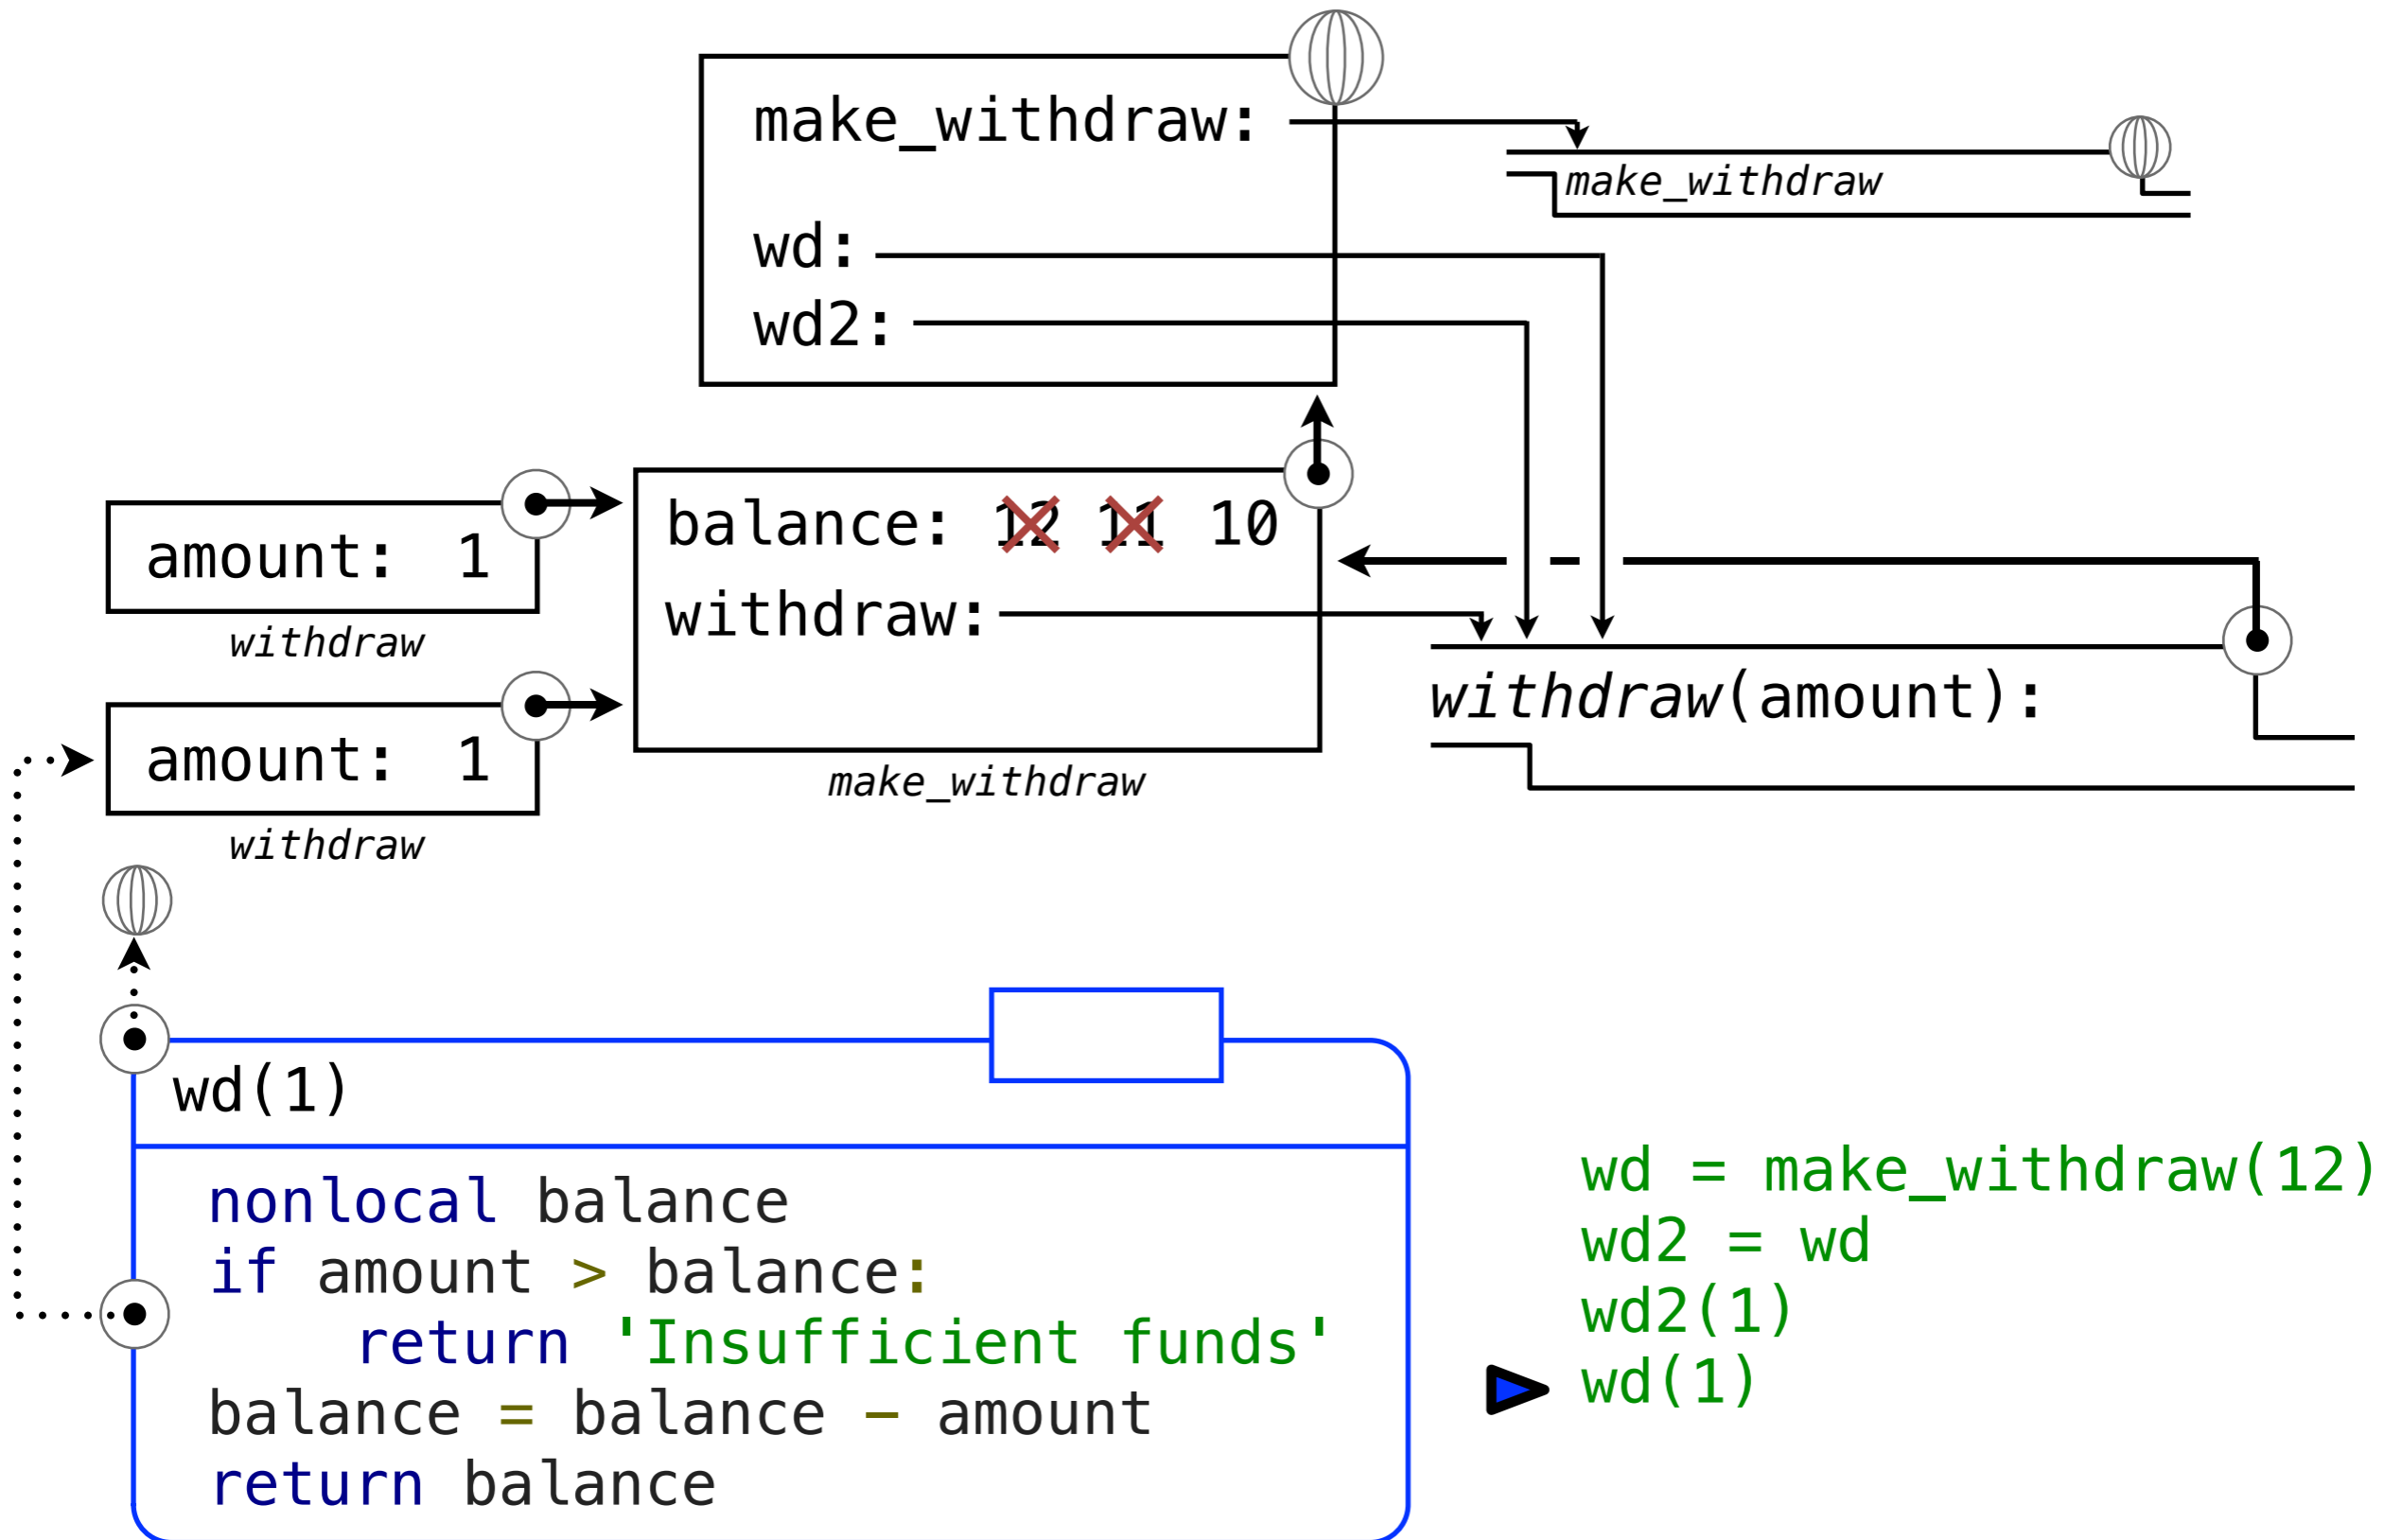 make_withdraw:
make_withdraw
wd:
wd2:
balance: 12 11 10
amount: 1
withdraw:
withdraw
withdraw(amount):
amount: 1
make_withdraw
withdraw
wd(1)
nonlocal balance
if amount > balance:
return 'Insufficient funds'
balance = balance - amount
return balance
wd = make_withdraw(12)
wd2 = wd
wd2(1)
wd(1)